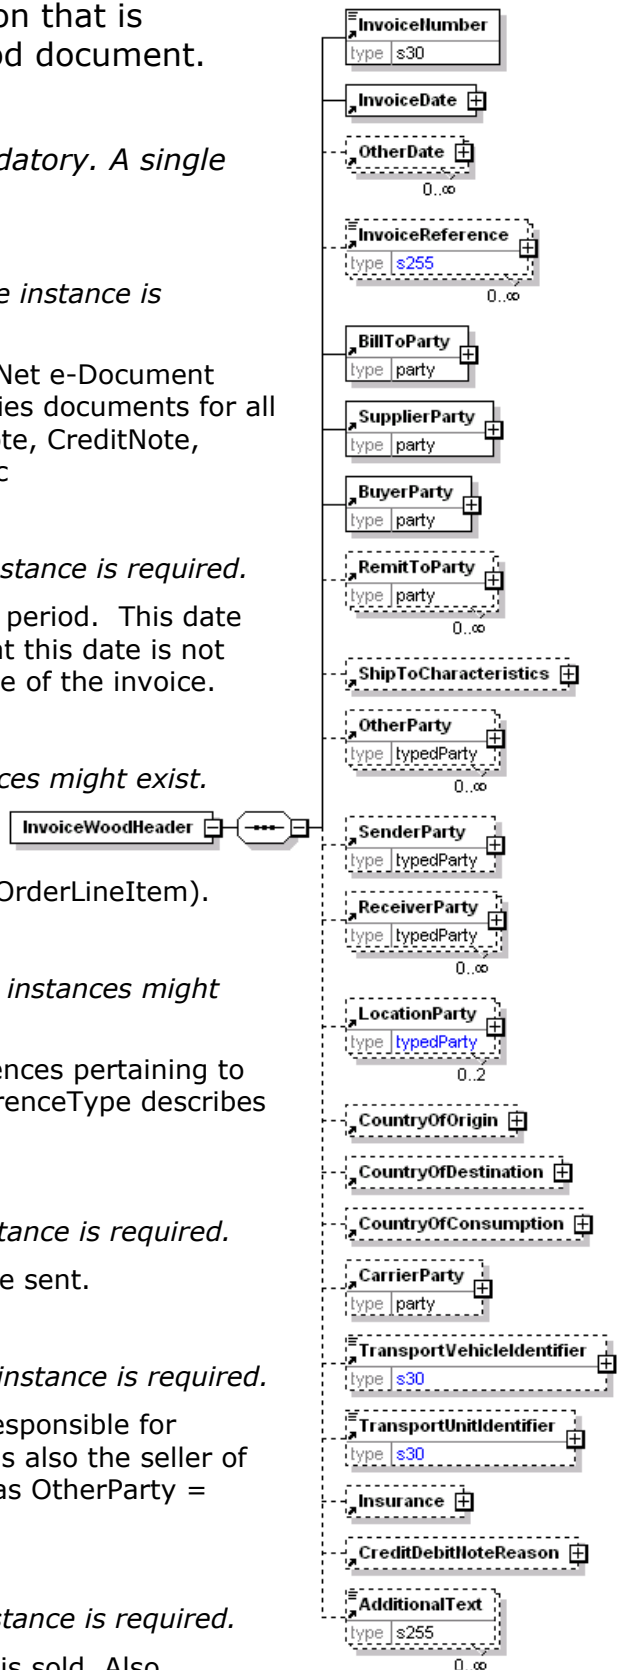 on that is
od document.
datory. A single
e instance is
Net e-Document
ies documents for all
ote, CreditNote,
c
stance is required.
period. This date
at this date is not
e of the invoice.
ces might exist.
OrderLineItem).
instances might
ences pertaining to
renceType describes
stance is required.
e sent.
instance is required.
esponsible for
s also the seller of
as OtherParty =
stance is required.
is sold. Also
InvoiceWoodHeader
InvoiceNumber
type s30
InvoiceDate
OtherDate
0..∞
InvoiceReference
type s255
0..∞
BillToParty
type party
SupplierParty
type party
BuyerParty
type party
RemitToParty
type party
0..∞
ShipToCharacteristics
OtherParty
type typedParty
0..∞
SenderParty
type typedParty
ReceiverParty
type typedParty
0..∞
LocationParty
type typedParty
0..2
CountryOfOrigin
CountryOfDestination
CountryOfConsumption
CarrierParty
type party
TransportVehicleIdentifier
type s30
TransportUnitIdentifier
type s30
Insurance
CreditDebitNoteReason
AdditionalText
type s255
0..∞